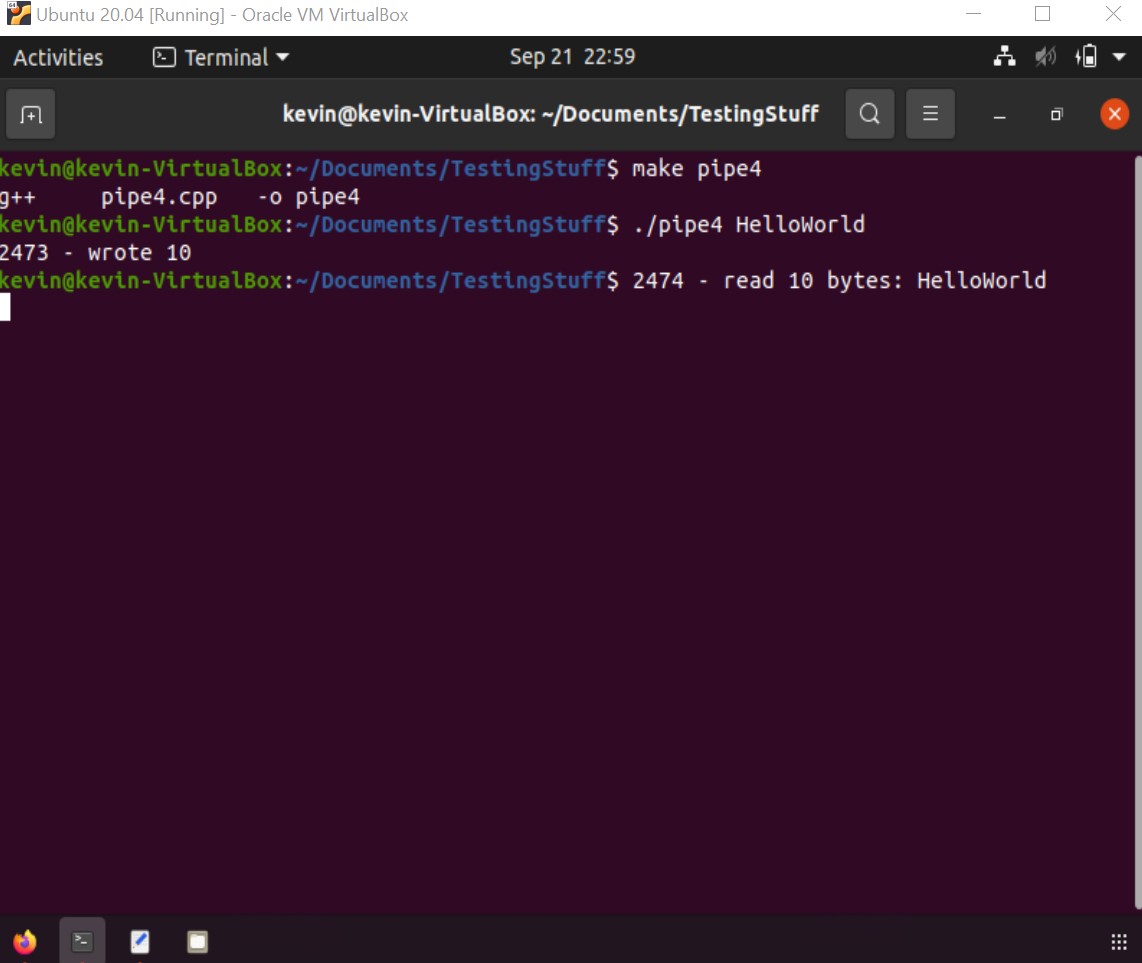 Ubuntu 20.04 [Running] - Oracle VM VirtualBox
Activities Terminal Sep 21 22:59
kevin@kevin-VirtualBox: ~/Documents/TestingStuff
kevin@kevin-VirtualBox:~/Documents/TestingStuff$ make pipe4
g++     pipe4.cpp   -o pipe4
kevin@kevin-VirtualBox:~/Documents/TestingStuff$ ./pipe4 HelloWorld
2473 - wrote 10
kevin@kevin-VirtualBox:~/Documents/TestingStuff$ 2474 - read 10 bytes: HelloWorld